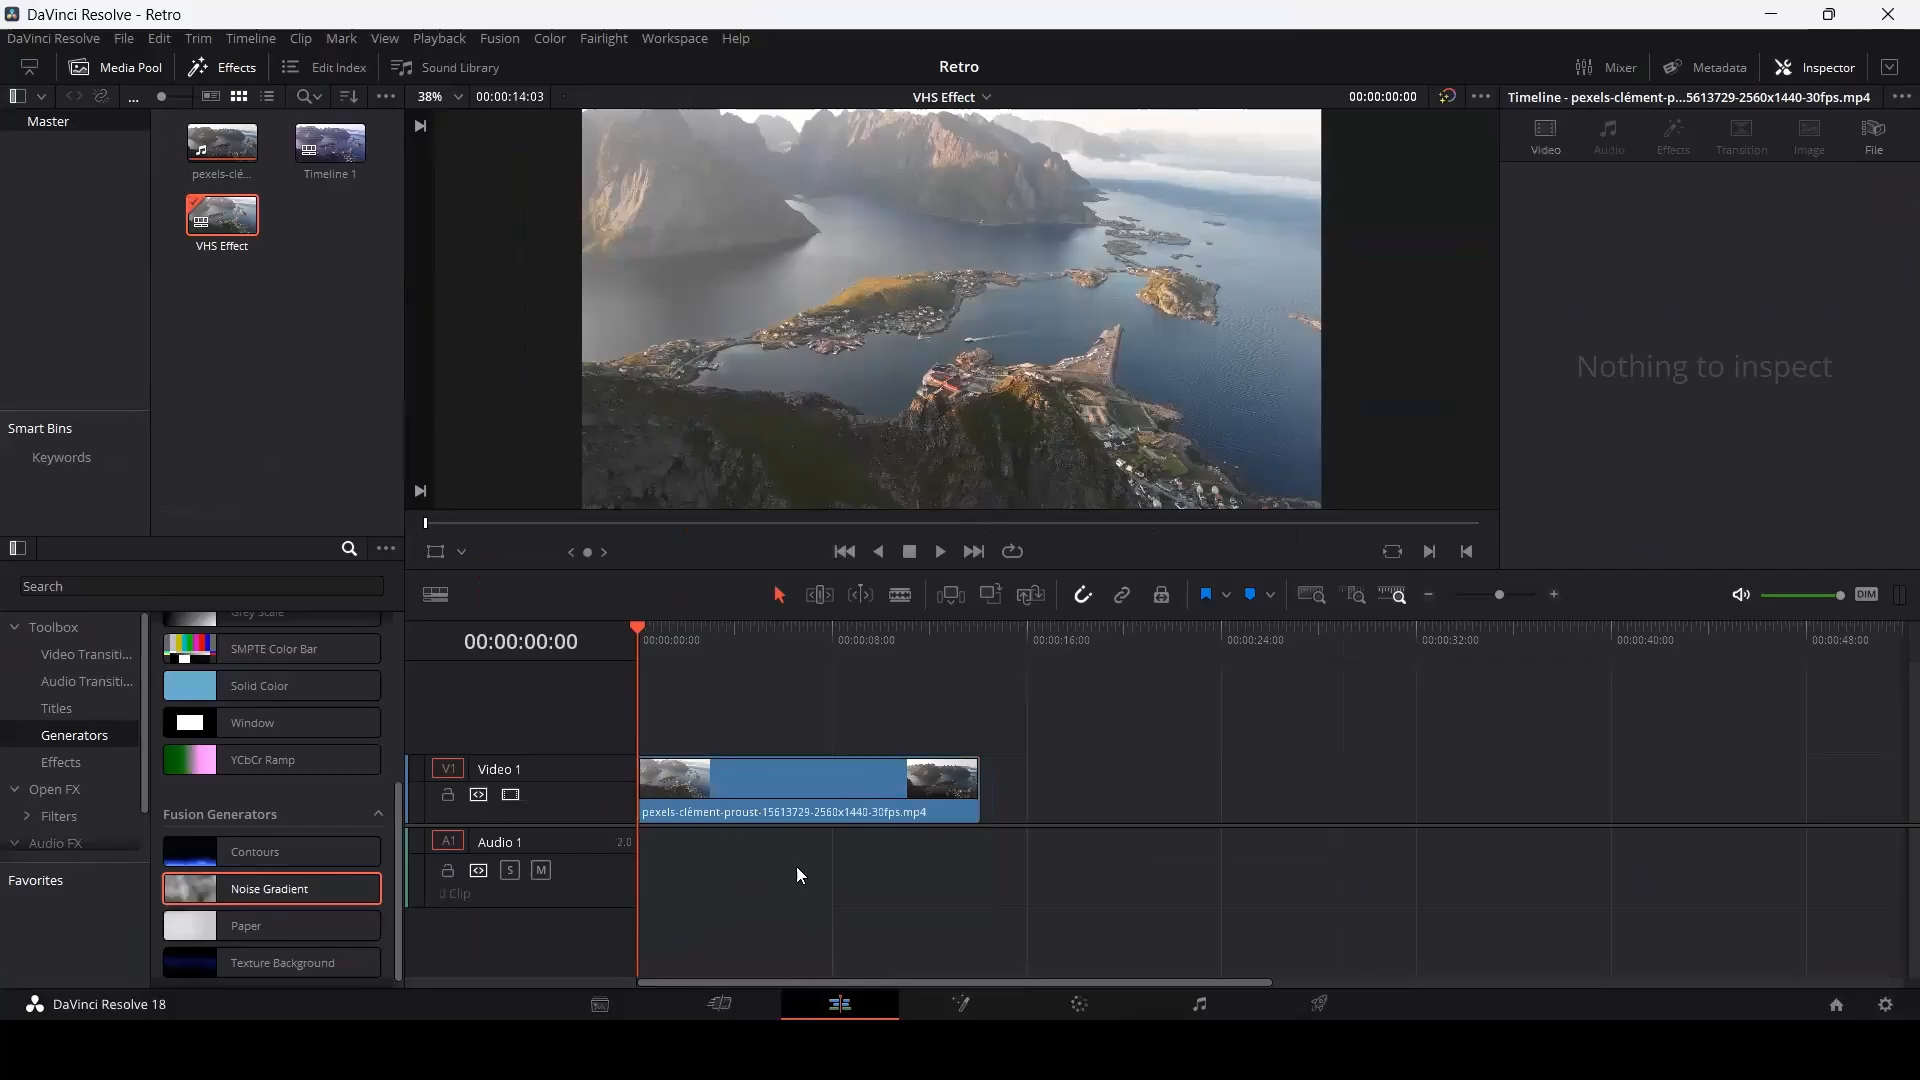 DaVinci Resolve - Retro
DaVinci Resolve File Edit Trim Timeline Clip Mark View Playback Fusion Color Fairlight Workspace Help
Media Pool Effects Edit Index Sound Library Retro Mixer Metadata Inspector
38% 00:00:14:03 VHS Effect 00:00:00:00 Timeline - pexels-clément-p...5613729-2560x1440-30fps.mp4
Master
Video Audio Effects Transition Image File
pexels-clé... Timeline 1
VHS Effect
Nothing to inspect
Smart Bins
Keywords
Search
Grey Scale
Toolbox
Video Transiti...
Audio Transiti...
Titles
Generators
Effects
Open FX
Filters
Audio FX
Favorites
SMPTE Color Bar
Solid Color
Window
YCbCr Ramp
Fusion Generators
Contours
Noise Gradient
Paper
Texture Background
DIM
00:00:00:00
00:00:00:00 00:00:08:00 00:00:16:00 00:00:24:00 00:00:32:00 00:00:40:00 00:00:48:00
V1 Video 1
pexels-clément-proust-15613729-2560x1440-30fps.mp4
A1 Audio 1 2.0
S M
Clip
DaVinci Resolve 18